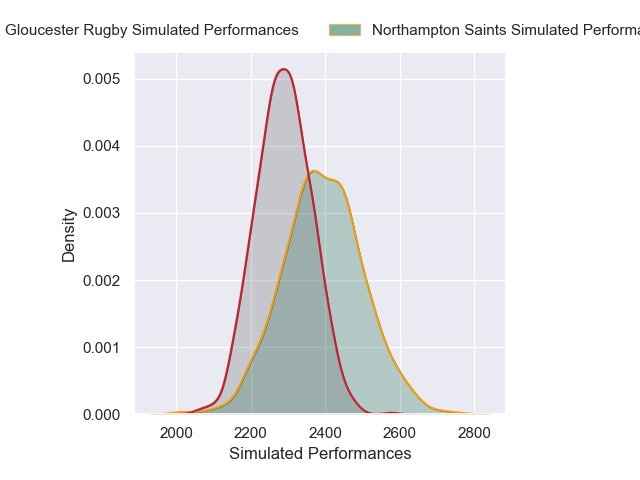 Gloucester Rugby Simulated Performances
Northampton Saints Simulated Performa
0.005
0.004
0.003
0.002
0.001
0.000
Density
2000 2200 2400 2600 2800
Simulated Performances